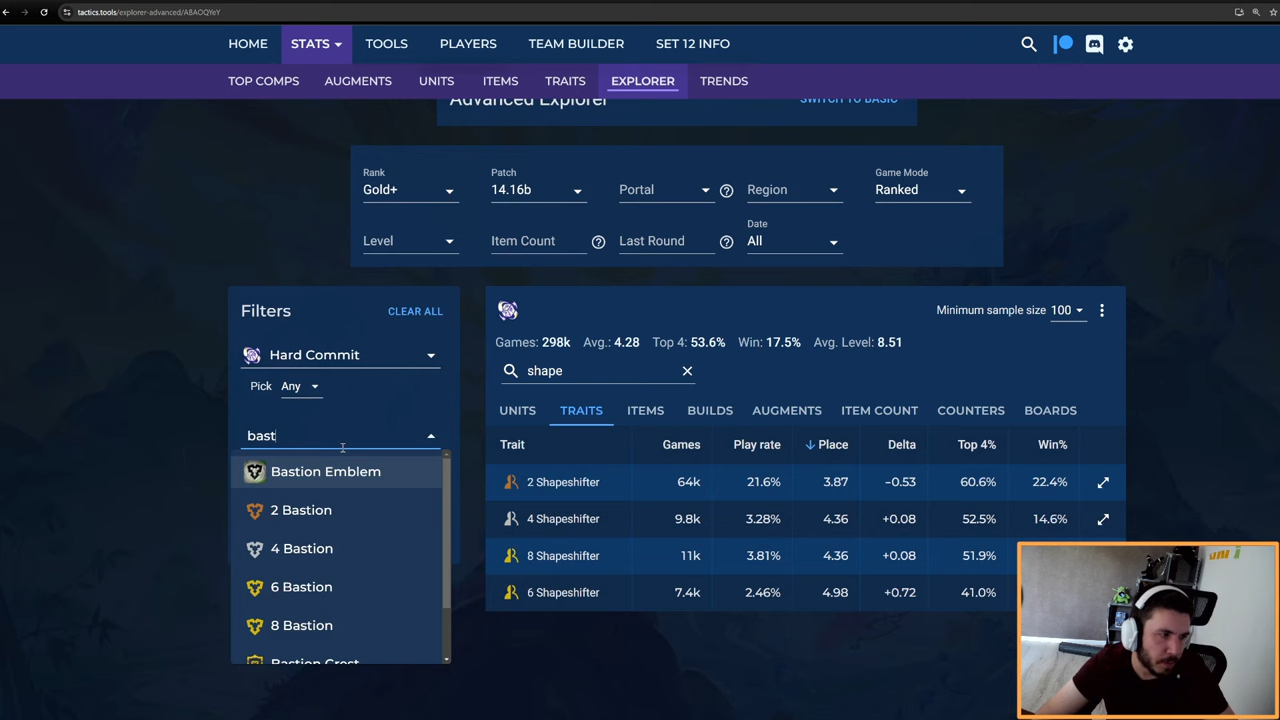 tactics.tools/explorer-advanced/ABAOQYeY
HOME STATS TOOLS PLAYERS TEAM BUILDER SET 12 INFO
TOP COMPS AUGMENTS UNITS ITEMS TRAITS EXPLORER TRENDS
Advanced Explorer SWITCH TO BASIC
Rank Patch Game Mode
Gold+ 14.16b Portal Region Ranked
Date
Level Item Count Last Round All
Filters CLEAR ALL
Hard Commit
Pick Any
bast
Bastion Emblem
2 Bastion
4 Bastion
6 Bastion
8 Bastion
Bastion Crest
Minimum sample size 100
Games: 298k Avg.: 4.28 Top 4: 53.6% Win: 17.5% Avg. Level: 8.51
shape
UNITS TRAITS ITEMS BUILDS AUGMENTS ITEM COUNT COUNTERS BOARDS
Trait Games Play rate Place Delta Top 4% Win%
2 Shapeshifter 64k 21.6% 3.87 −0.53 60.6% 22.4%
4 Shapeshifter 9.8k 3.28% 4.36 +0.08 52.5% 14.6%
8 Shapeshifter 11k 3.81% 4.36 +0.08 51.9%
6 Shapeshifter 7.4k 2.46% 4.98 +0.72 41.0%